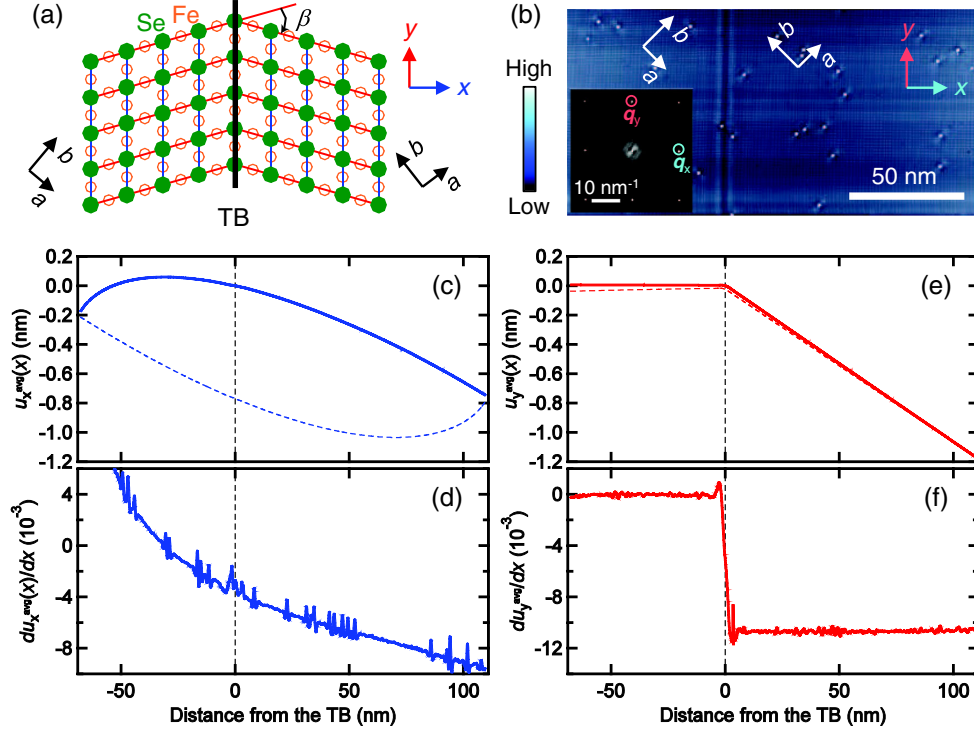 (a)
Fe
Se
β
y
x
b
a
b
a
TB
(b)
High
Low
b
a
b
a
y
x
q_y
q_x
10 nm⁻¹
50 nm
(c)
0.2
0.0
-0.2
-0.4
-0.6
-0.8
-1.0
-1.2
u_x^avg(x) (nm)
(e)
0.2
0.0
-0.2
-0.4
-0.6
-0.8
-1.0
-1.2
u_y^avg(x) (nm)
(d)
4
0
-4
-8
du_x^avg(x)/dx (10⁻³)
-50
0
50
100
Distance from the TB (nm)
(f)
0
-4
-8
-12
du_y^avg/dx (10⁻³)
-50
0
50
100
Distance from the TB (nm)